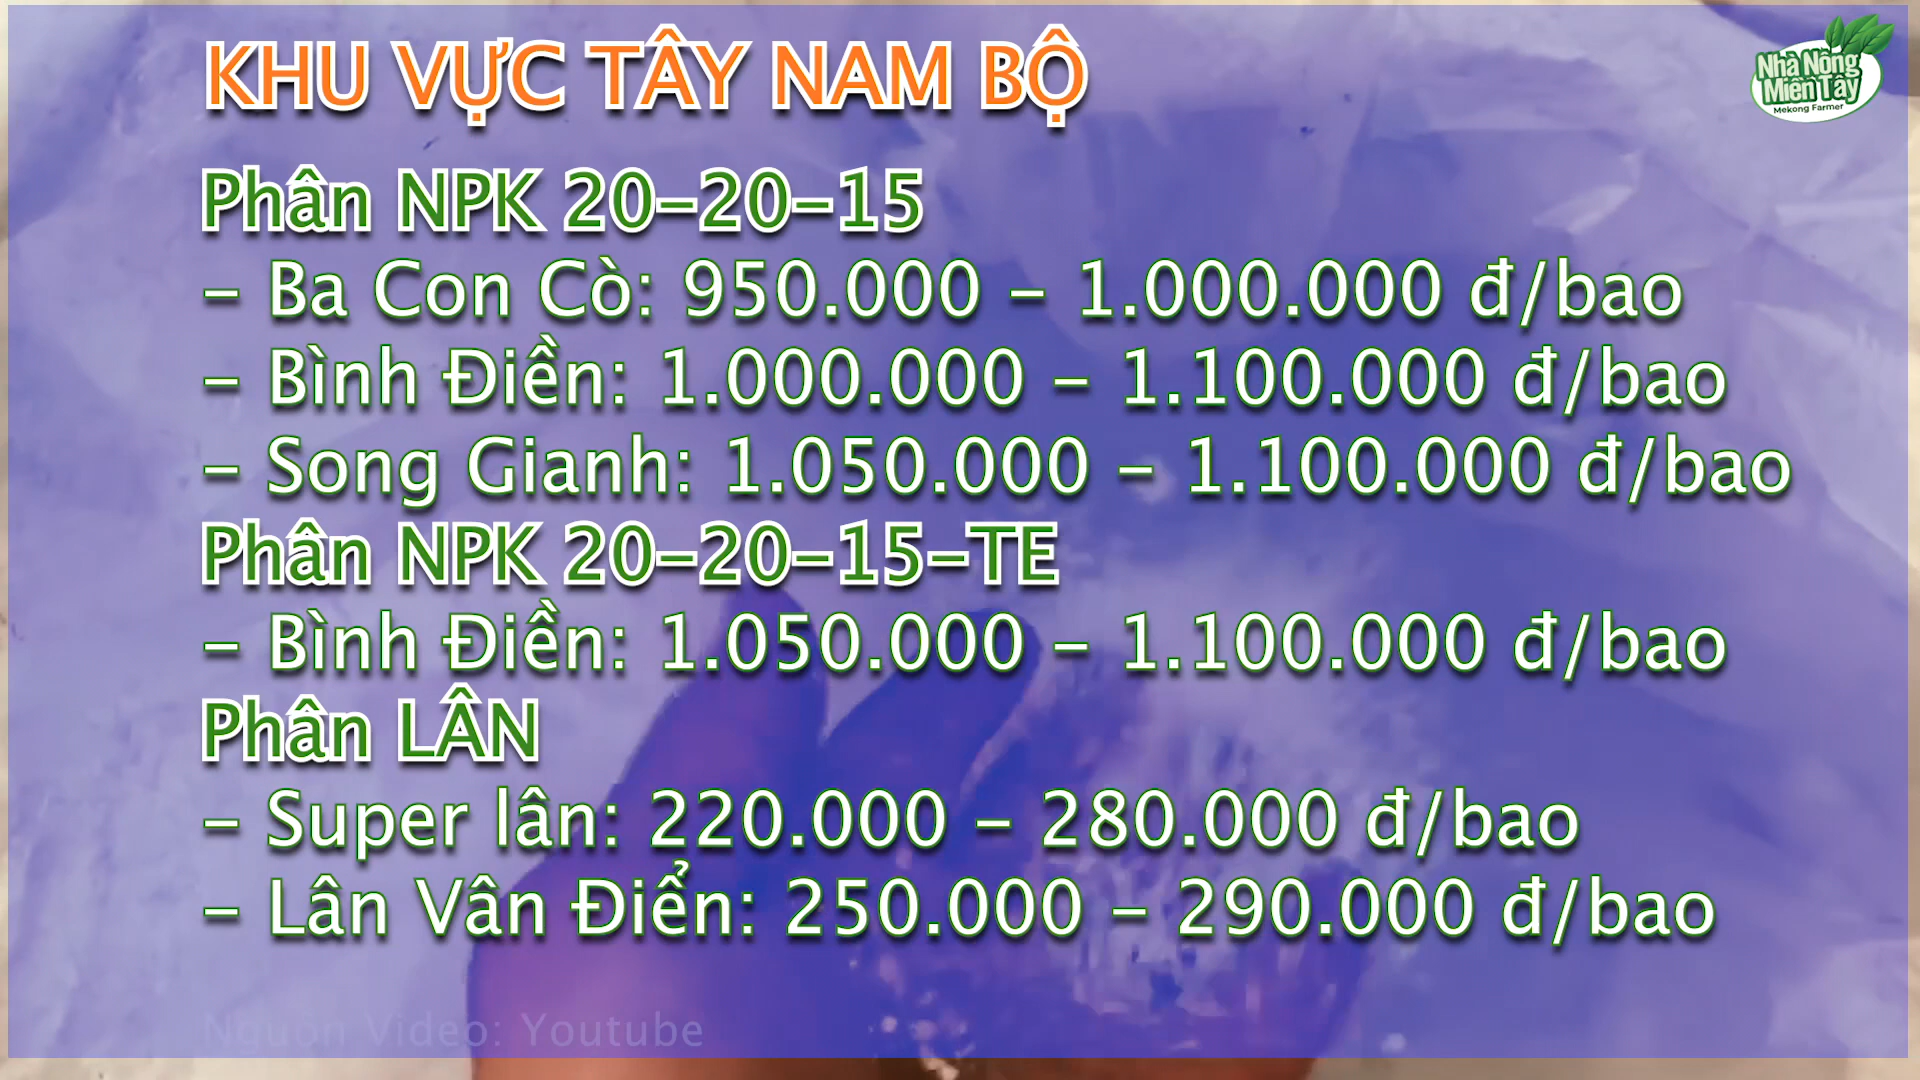 KHU VỰC TÂY NAM BỘ
Nhà Nông
Miền Tây
Mekong Farmer
Phân NPK 20-20-15
- Ba Con Cò: 950.000 - 1.000.000 đ/bao
- Bình Điền: 1.000.000 - 1.100.000 đ/bao
- Song Gianh: 1.050.000 - 1.100.000 đ/bao
Phân NPK 20-20-15-TE
- Bình Điền: 1.050.000 - 1.100.000 đ/bao
Phân LÂN
- Super lân: 220.000 - 280.000 đ/bao
- Lân Vân Điển: 250.000 - 290.000 đ/bao
Nguồn Video: Youtube